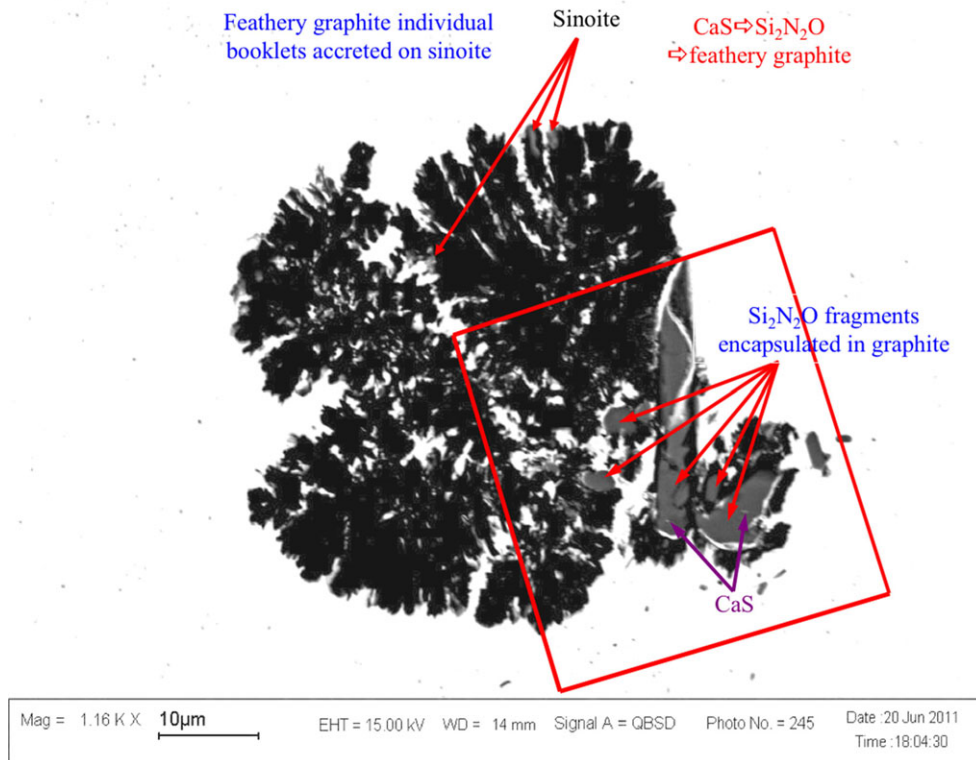 Feathery graphite individual
booklets accreted on sinoite
Sinoite
CaS⇨Si₂N₂O
⇨feathery graphite
Si₂N₂O fragments
encapsulated in graphite
CaS
Mag = 1.16 K X 10µm EHT = 15.00 kV WD = 14 mm Signal A = QBSD Photo No. = 245 Date :20 Jun 2011
Time :18:04:30